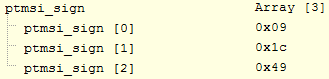 ptmsi_sign Array [3]
ptmsi_sign [0] 0x09
ptmsi_sign [1] 0x1c
ptmsi_sign [2] 0x49